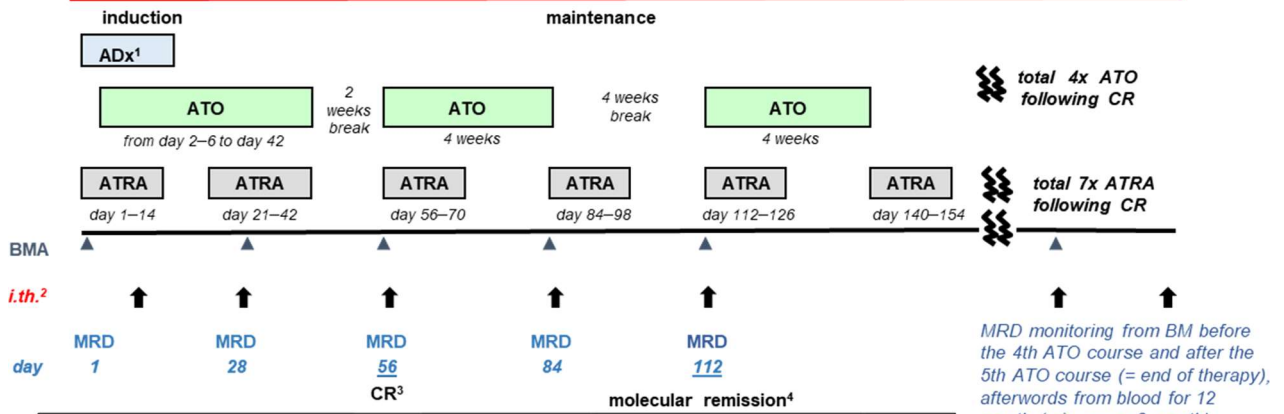 induction
maintenance
ADx¹
ATO
2
weeks
break
ATO
4 weeks
break
ATO
total 4x ATO
following CR
from day 2–6 to day 42
4 weeks
4 weeks
ATRA
ATRA
ATRA
ATRA
ATRA
ATRA
total 7x ATRA
following CR
day 1–14
day 21–42
day 56–70
day 84–98
day 112–126
day 140–154
BMA
i.th.²
MRD
MRD
MRD
MRD
MRD
day
1
28
56
84
112
CR³
molecular remission⁴
MRD monitoring from BM before
the 4th ATO course and after the
5th ATO course (= end of therapy),
afterwords from blood for 12